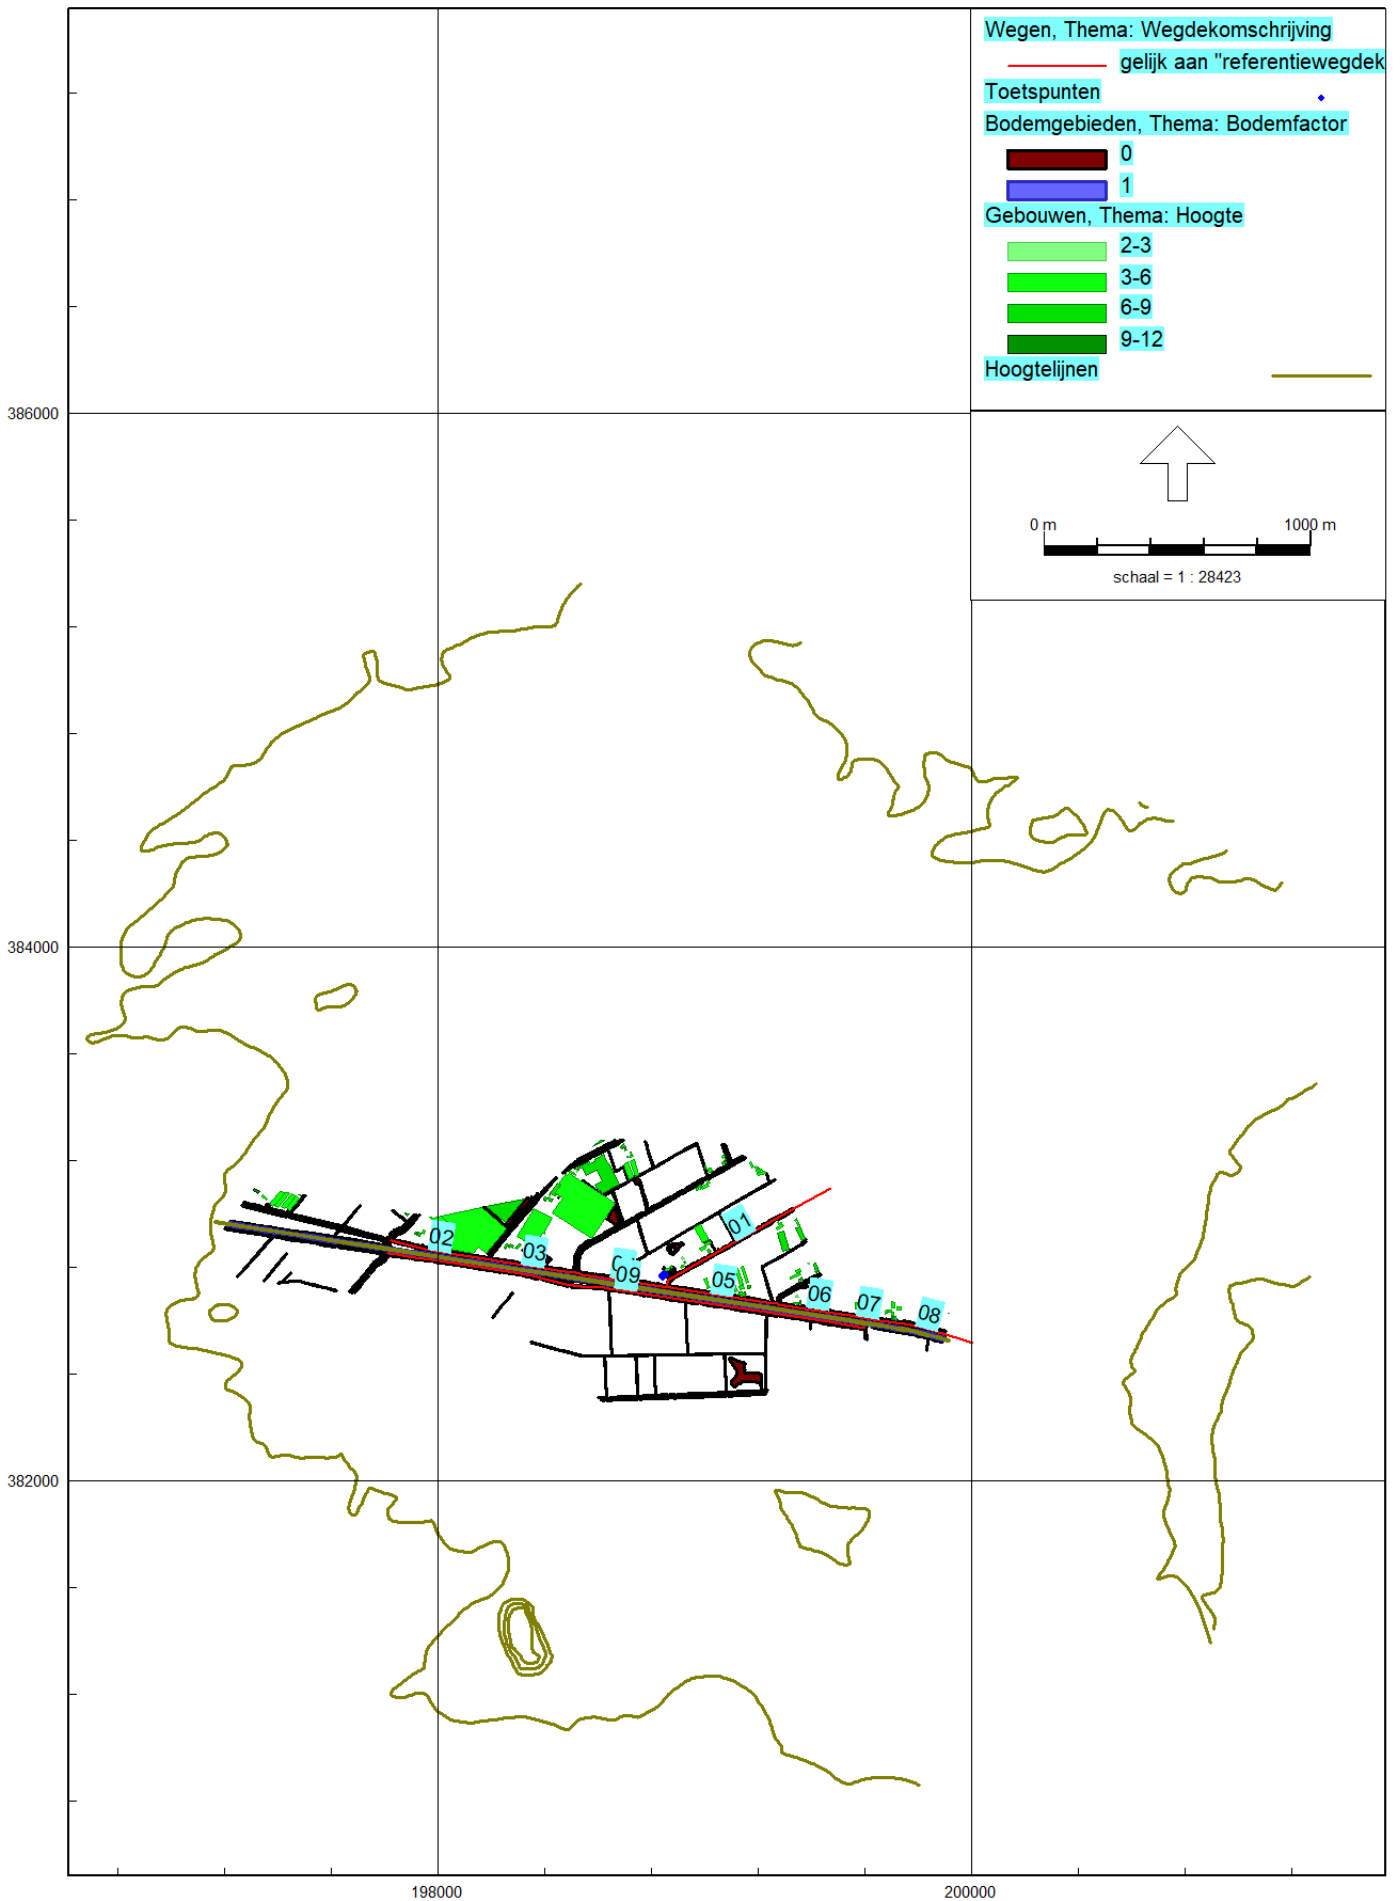 Wegen, Thema: Wegdekomschrijving
gelijk aan "referentiewegdek
Toetspunten
Bodemgebieden, Thema: Bodemfactor
0
1
Gebouwen, Thema: Hoogte
2-3
3-6
6-9
9-12
Hoogtelijnen
386000
0 m 1000 m
schaal = 1 : 28423
384000
01
02
03
09
05
06
07
08
382000
198000 200000